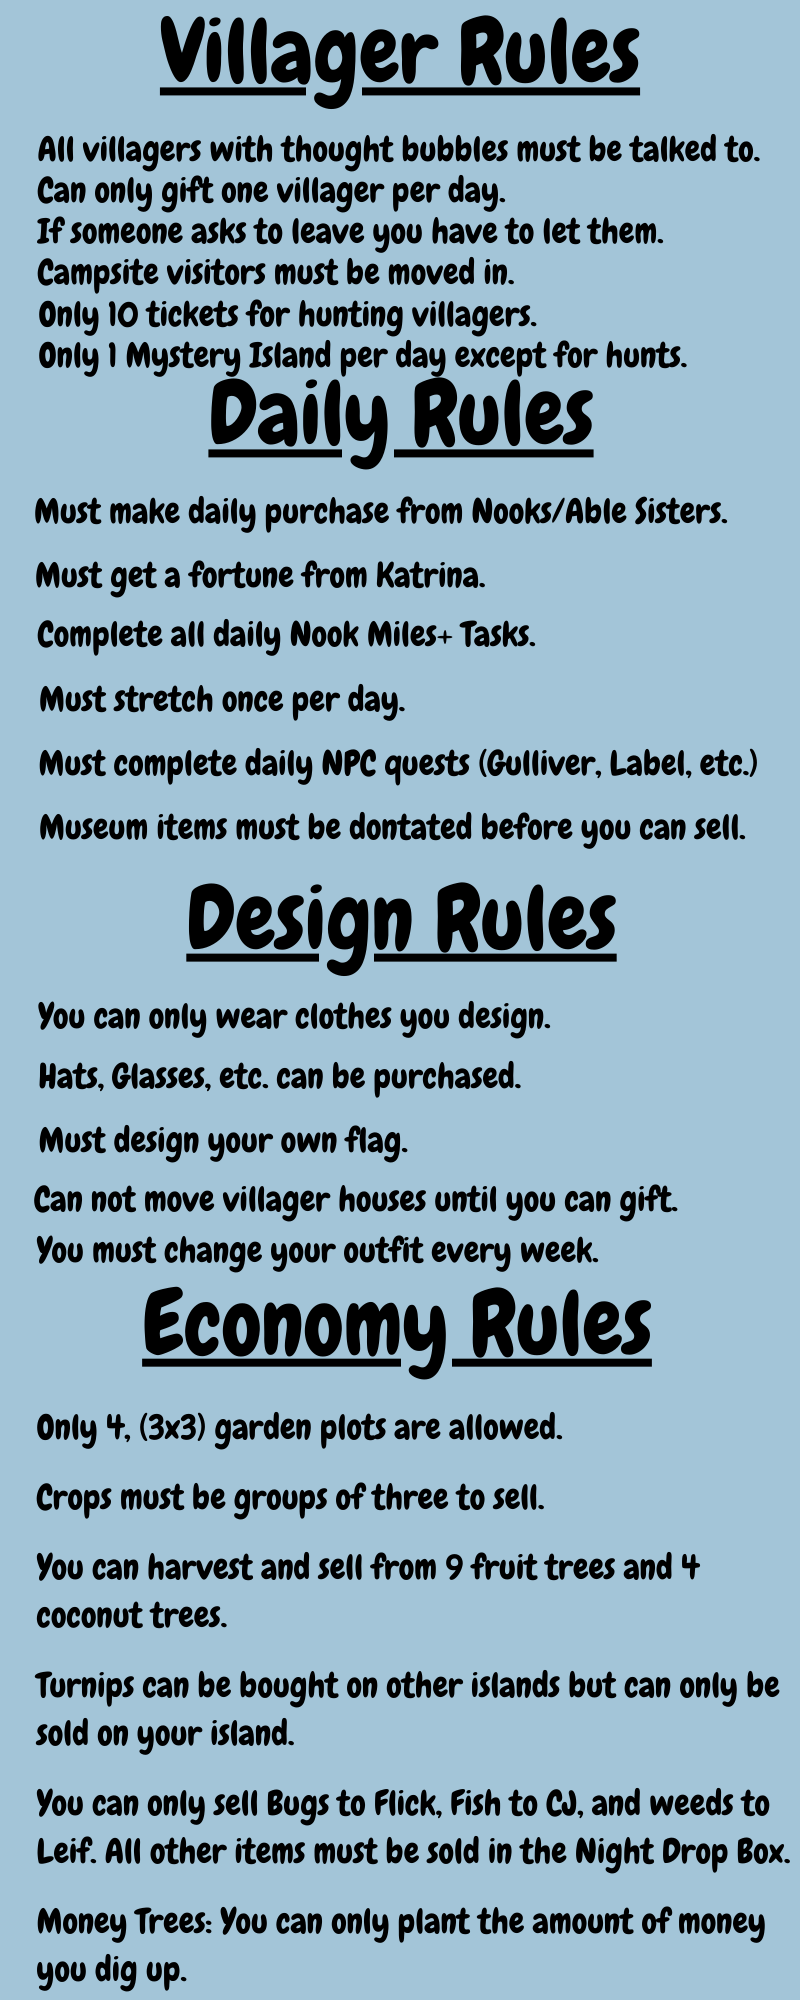 Villager Rules
All villagers with thought bubbles must be talked to.
Can only gift one villager per day.
If someone asks to leave you have to let them.
Campsite visitors must be moved in.
Only 10 tickets for hunting villagers.
Only 1 Mystery Island per day except for hunts.
Daily Rules
Must make daily purchase from Nooks/Able Sisters.
Must get a fortune from Katrina.
Complete all daily Nook Miles+ Tasks.
Must stretch once per day.
Must complete daily NPC quests (Gulliver, Label, etc.)
Museum items must be dontated before you can sell.
Design Rules
You can only wear clothes you design.
Hats, Glasses, etc. can be purchased.
Must design your own flag.
Can not move villager houses until you can gift.
You must change your outfit every week.
Economy Rules
Only 4, (3x3) garden plots are allowed.
Crops must be groups of three to sell.
You can harvest and sell from 9 fruit trees and 4
coconut trees.
Turnips can be bought on other islands but can only be
sold on your island.
You can only sell Bugs to Flick, Fish to CJ, and weeds to
Leif. All other items must be sold in the Night Drop Box.
Money Trees: You can only plant the amount of money
you dig up.